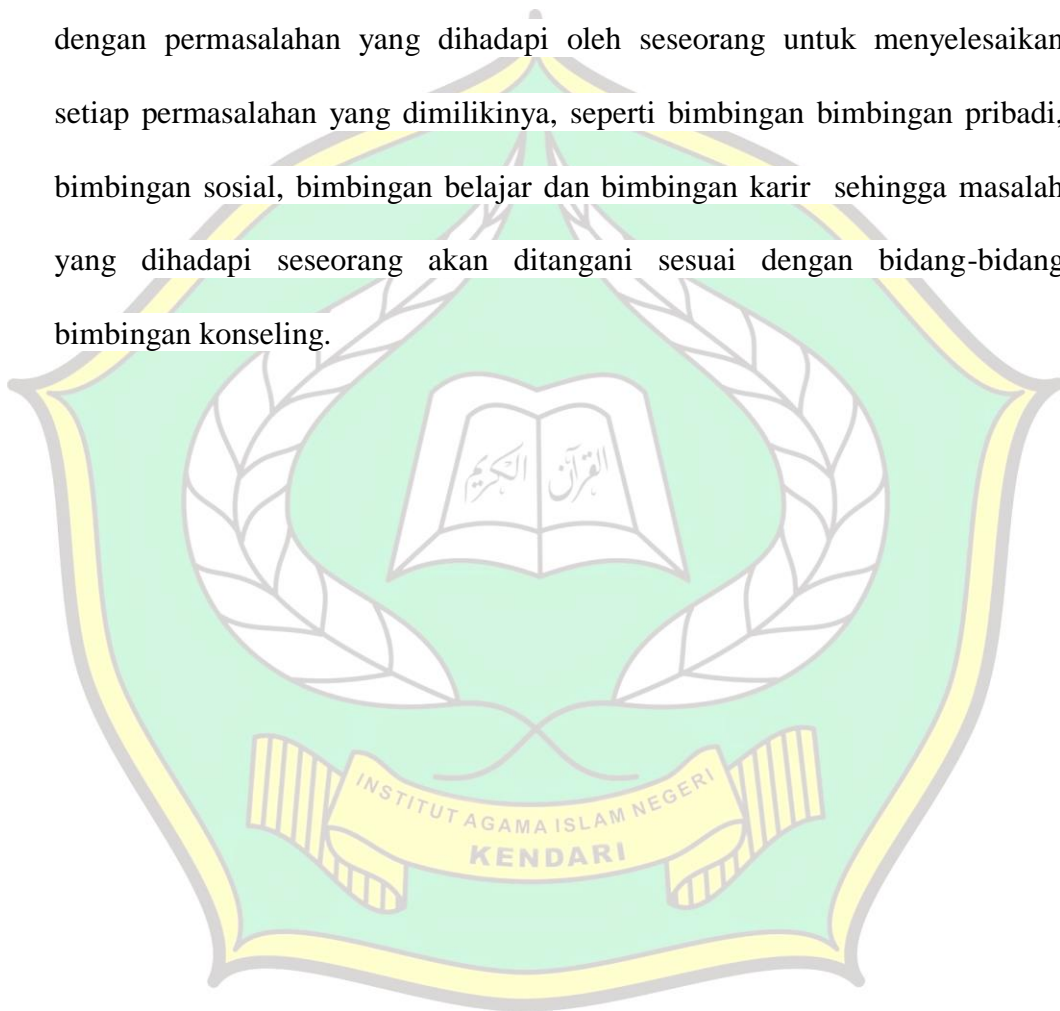 dengan permasalahan yang dihadapi oleh seseorang untuk menyelesaikan
setiap permasalahan yang dimilikinya, seperti bimbingan bimbingan pribadi,
bimbingan sosial, bimbingan belajar dan bimbingan karir sehingga masalah
yang dihadapi seseorang akan ditangani sesuai dengan bidang-bidang
bimbingan konseling.
القرآن الكريم
INSTITUT AGAMA ISLAM NEGERI
KENDARI